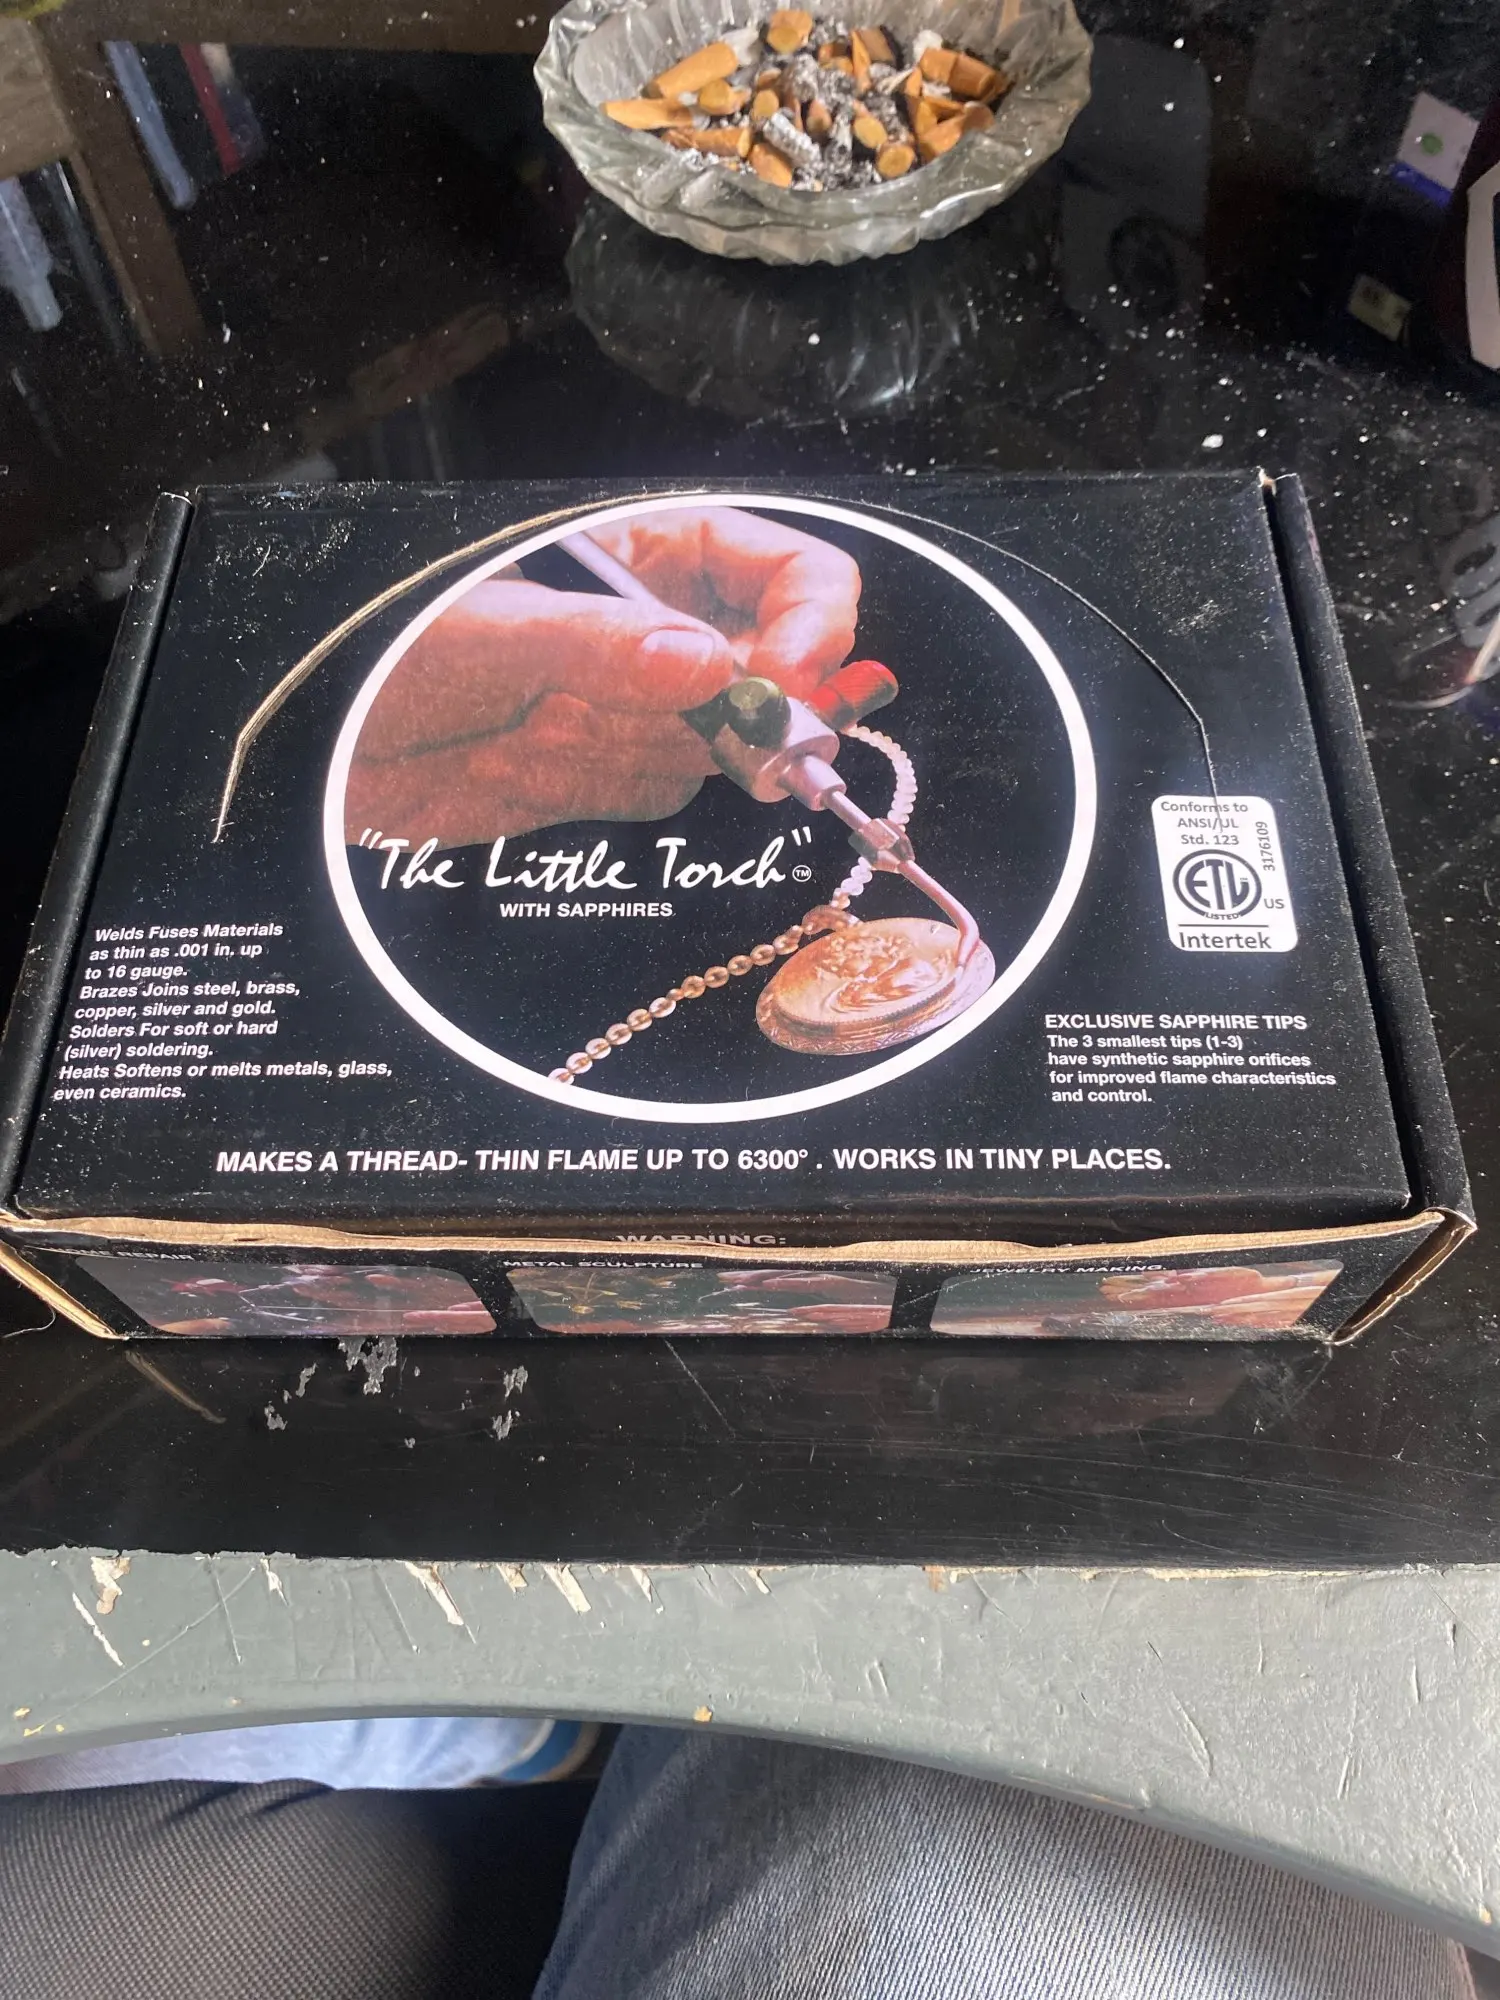 "The Little Torch" ™
WITH SAPPHIRES
Welds Fuses Materials
as thin as .001 in. up
to 16 gauge.
Brazes Joins steel, brass,
copper, silver and gold.
Solders For soft or hard
(silver) soldering.
Heats Softens or melts metals, glass,
even ceramics.
Conforms to
ANSI/UL
Std. 123
3176109
ETL
LISTED
US
Intertek
EXCLUSIVE SAPPHIRE TIPS
The 3 smallest tips (1-3)
have synthetic sapphire orifices
for improved flame characteristics
and control.
MAKES A THREAD- THIN FLAME UP TO 6300° . WORKS IN TINY PLACES.
WARNING:
REPAIR
METAL SCULPTURE
JEWELRY MAKING